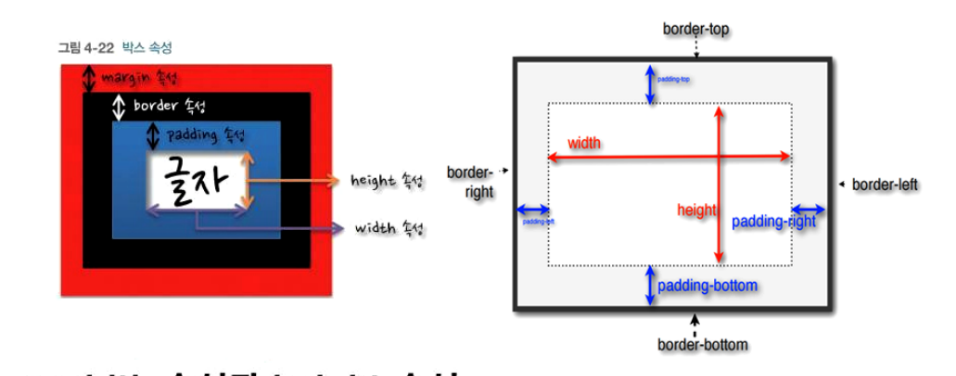 그림 4-22 박스 속성
margin 속성
border 속성
padding 속성
글자
height 속성
width 속성
border-top
padding-top
width
border-
right
border-left
height
padding-left
padding-right
padding-bottom
border-bottom